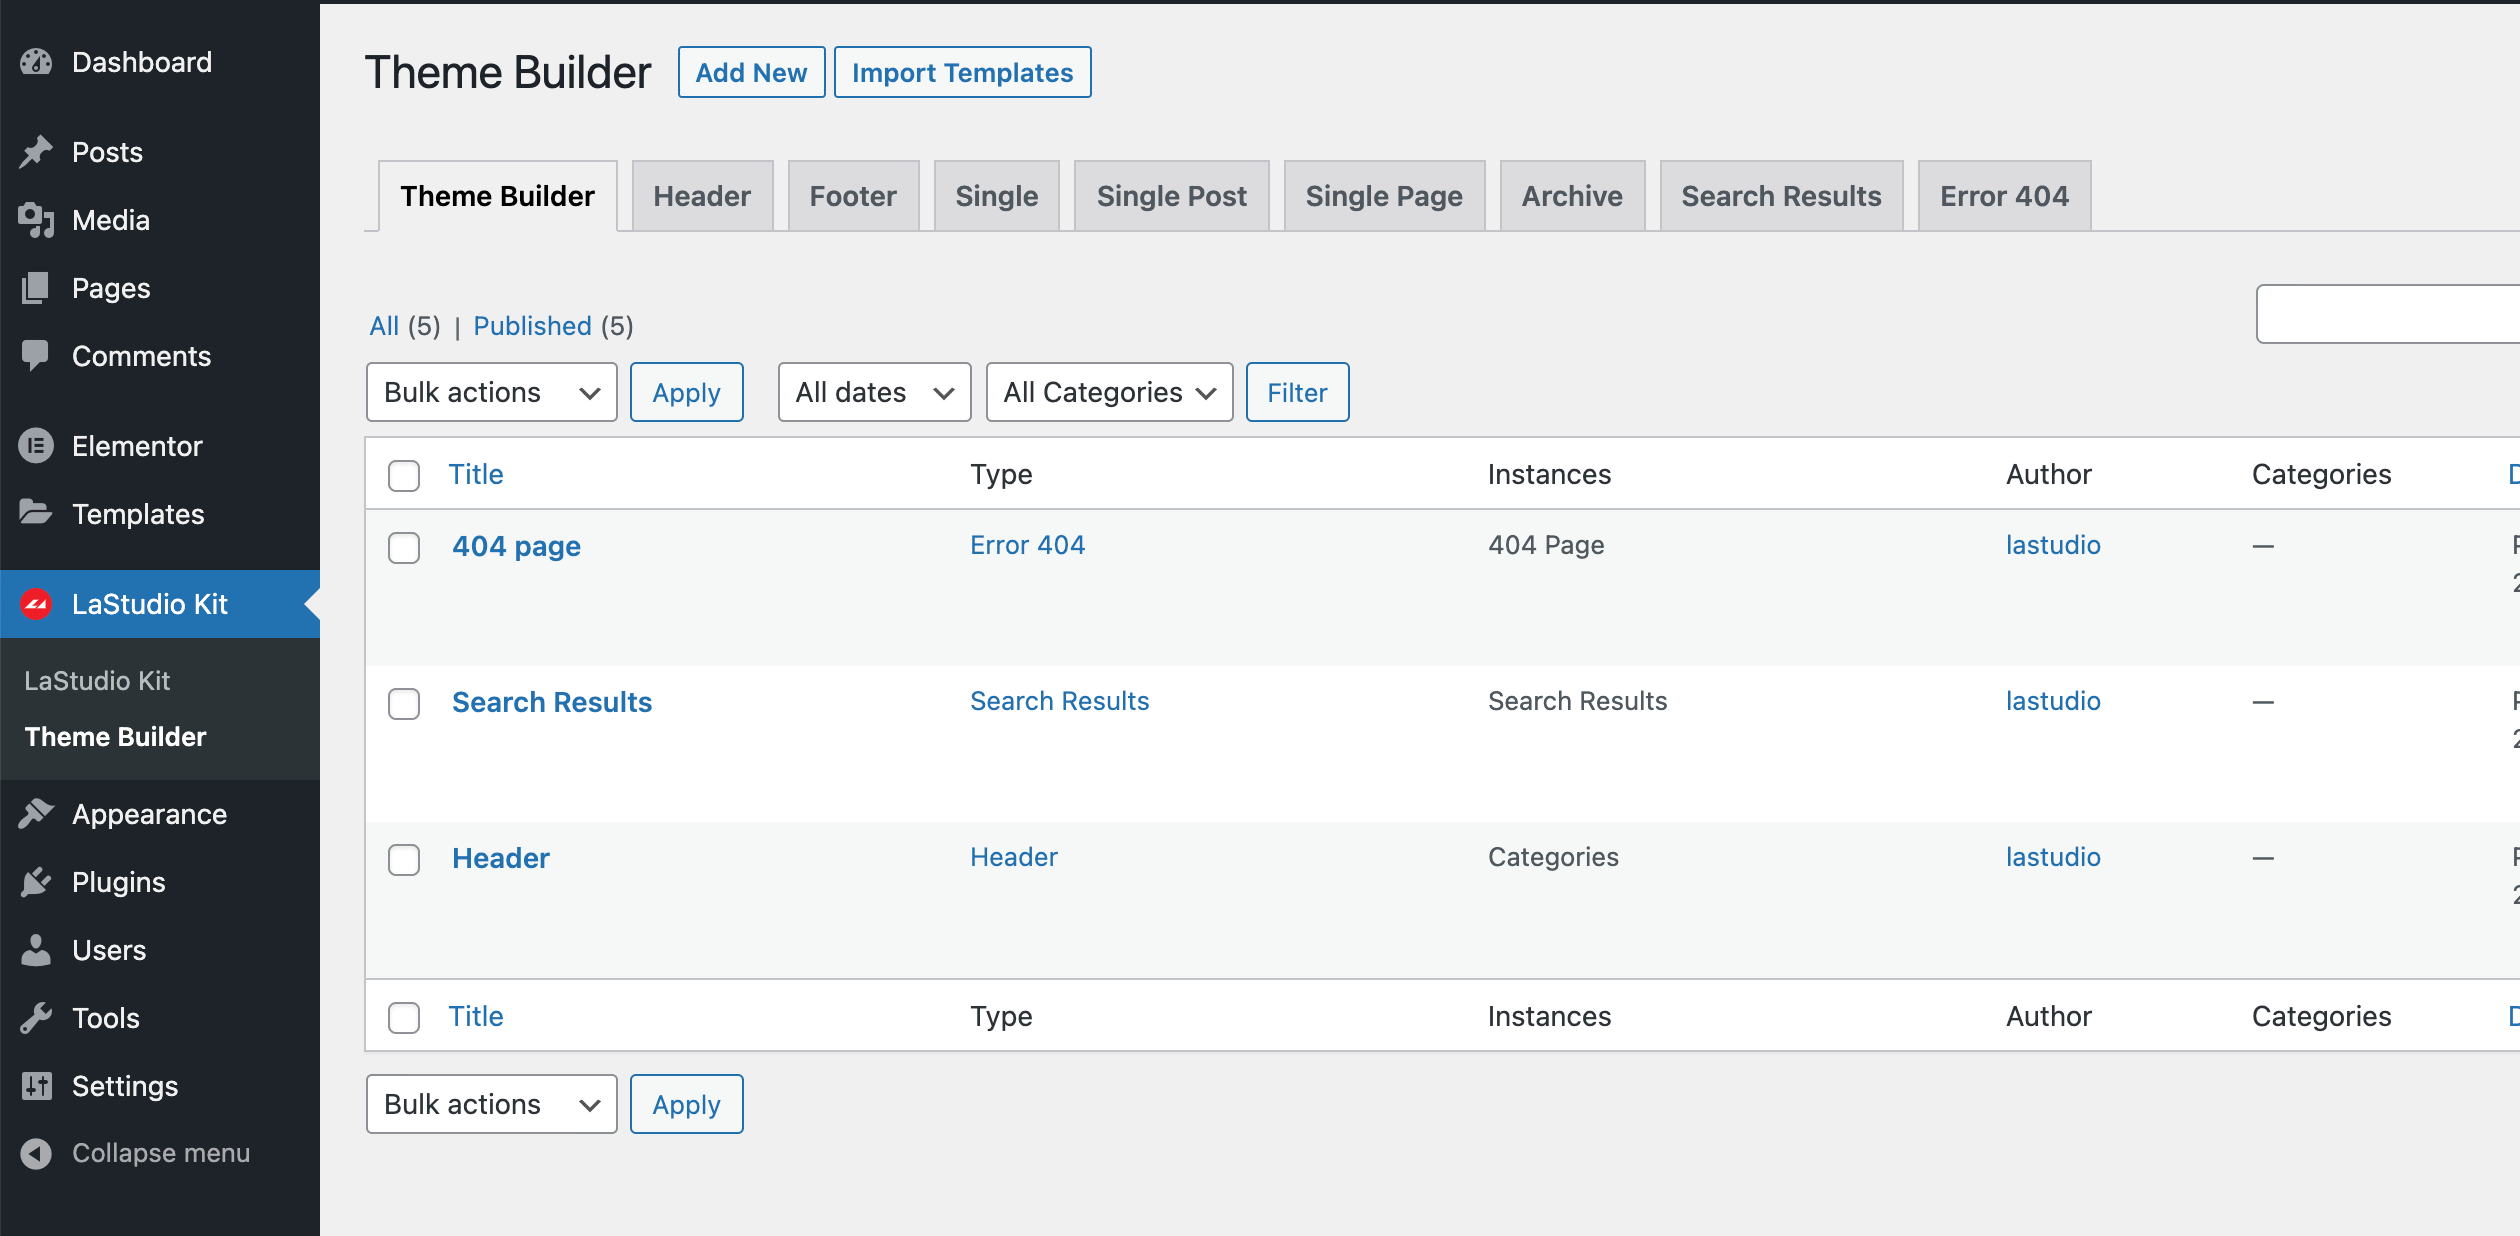 Dashboard
Posts
Media
Pages
Comments
Elementor
Templates
LaStudio Kit
LaStudio Kit
Theme Builder
Appearance
Plugins
Users
Tools
Settings
Collapse menu
Theme Builder Add New Import Templates
Theme Builder Header Footer Single Single Post Single Page Archive Search Results Error 404
All (5) | Published (5)
Bulk actions Apply All dates All Categories Filter
Title Type Instances Author Categories
404 page Error 404 404 Page lastudio —
Search Results Search Results Search Results lastudio —
Header Header Categories lastudio —
Title Type Instances Author Categories
Bulk actions Apply